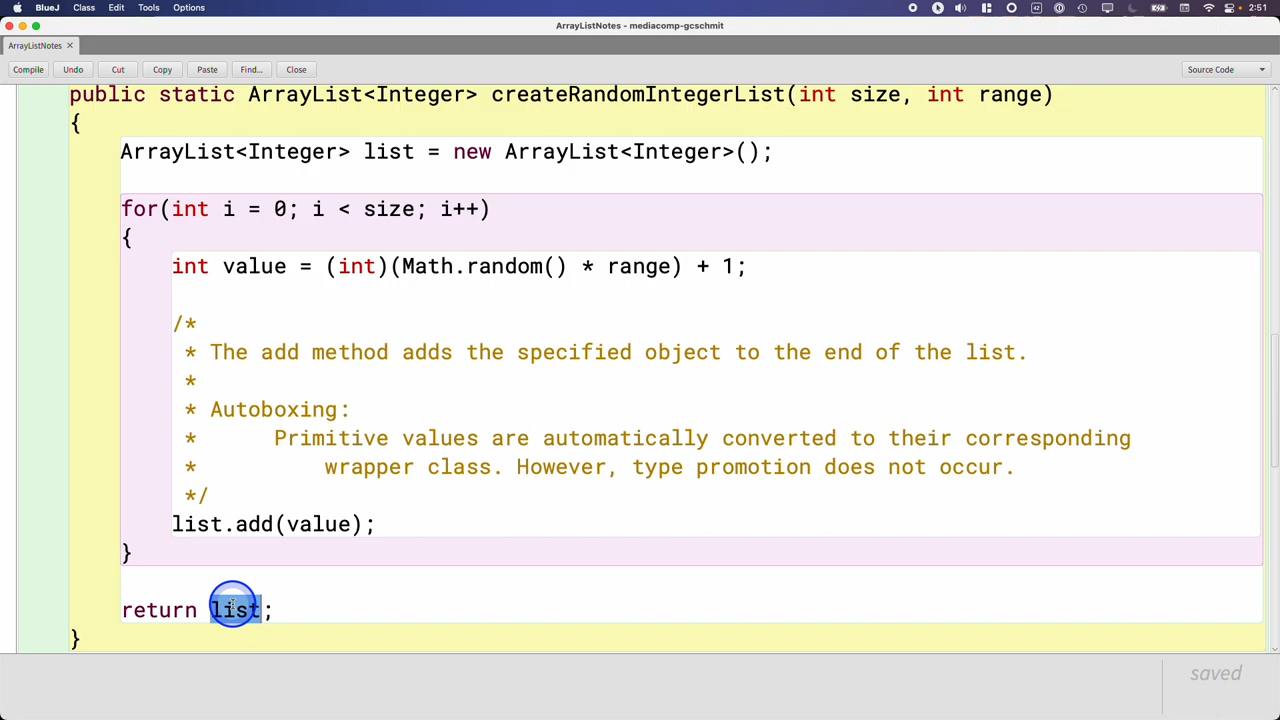 BlueJ Class Edit Tools Options 2:51
ArrayListNotes - mediacomp-gcschmit
ArrayListNotes ×
Compile Undo Cut Copy Paste Find... Close Source Code
public static ArrayList<Integer> createRandomIntegerList(int size, int range)
{
ArrayList<Integer> list = new ArrayList<Integer>();
for(int i = 0; i < size; i++)
{
int value = (int)(Math.random() * range) + 1;
/*
* The add method adds the specified object to the end of the list.
*
* Autoboxing:
* Primitive values are automatically converted to their corresponding
* wrapper class. However, type promotion does not occur.
*/
list.add(value);
}
return list;
}
saved